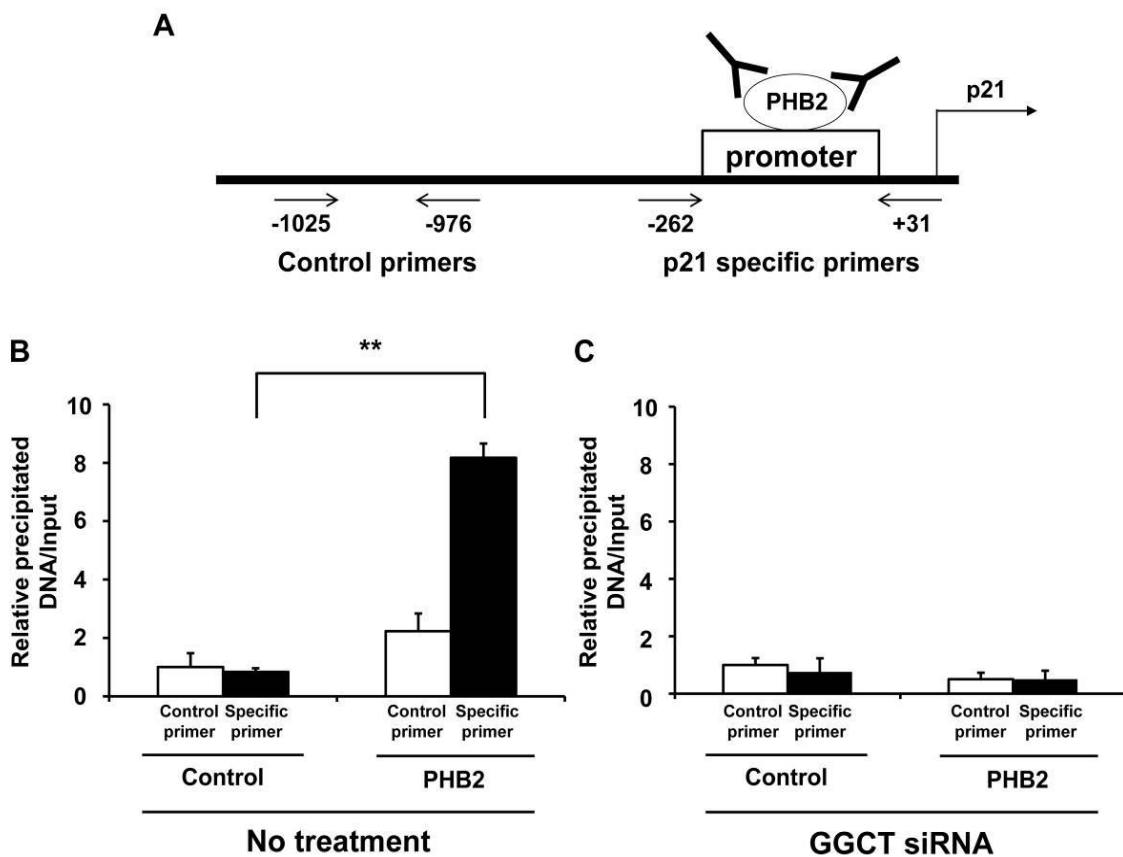 A
PHB2
p21
promoter
-1025
-976
-262
+31
Control primers
p21 specific primers
B
**
Relative precipitated
DNA/Input
10
8
6
4
2
0
Control
primer
Specific
primer
Control
primer
Specific
primer
Control
PHB2
No treatment
C
Relative precipitated
DNA/Input
10
8
6
4
2
0
Control
primer
Specific
primer
Control
primer
Specific
primer
Control
PHB2
GGCT siRNA